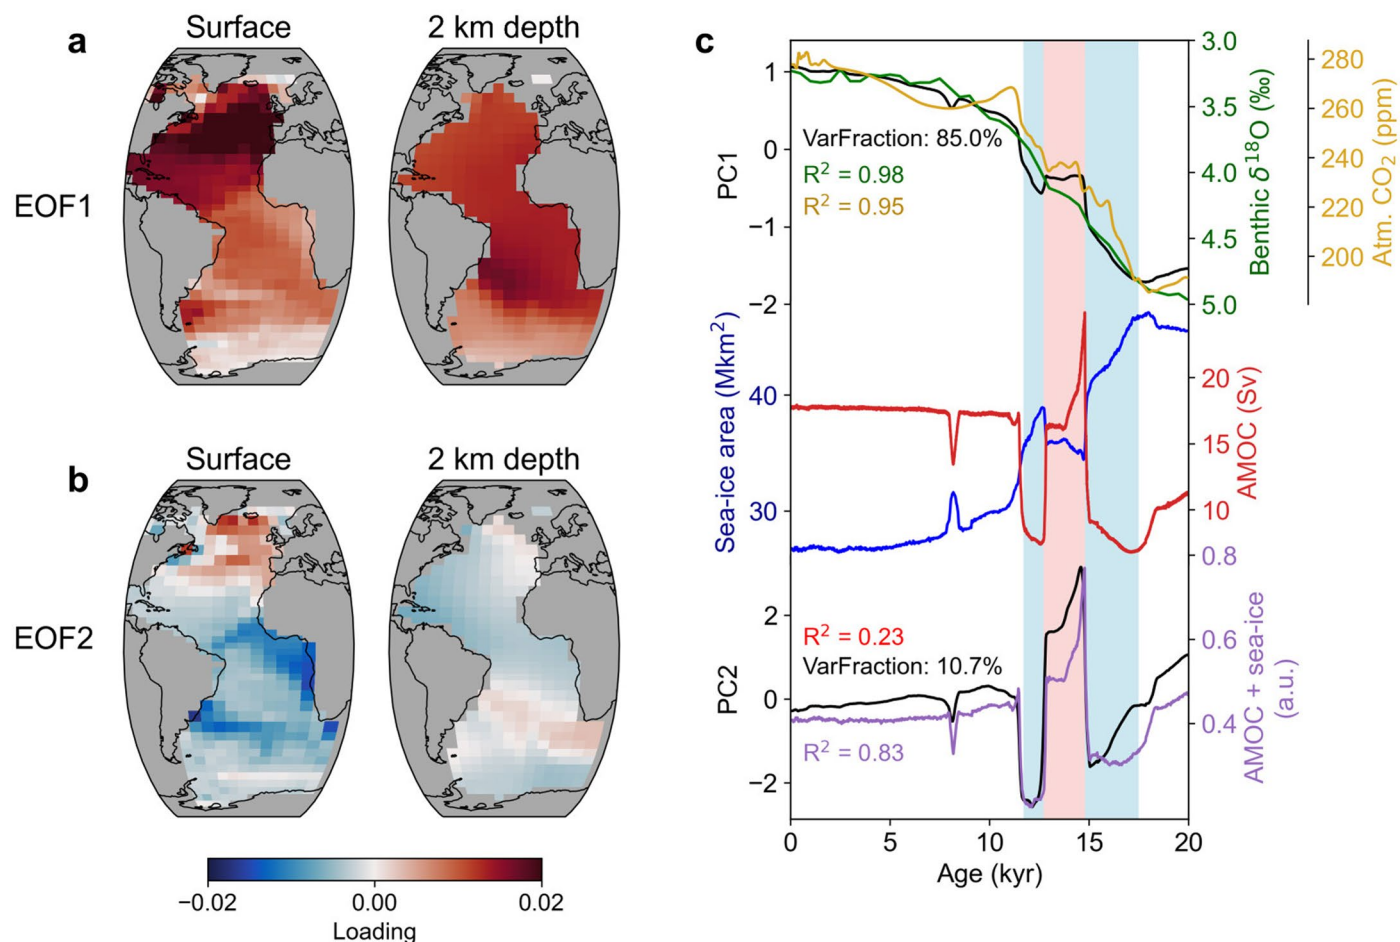 a
Surface
2 km depth
EOF1
b
Surface
2 km depth
EOF2
−0.02
0.00
0.02
Loading
c
1
0
−1
−2
PC1
VarFraction: 85.0%
R² = 0.98
R² = 0.95
3.0
3.5
4.0
4.5
5.0
Benthic δ¹⁸O (‰)
280
260
240
220
200
Atm. CO₂ (ppm)
40
30
Sea-ice area (Mkm²)
20
15
10
AMOC (Sv)
2
0
−2
PC2
R² = 0.23
VarFraction: 10.7%
R² = 0.83
0.8
0.6
0.4
AMOC + sea-ice
(a.u.)
0
5
10
15
20
Age (kyr)